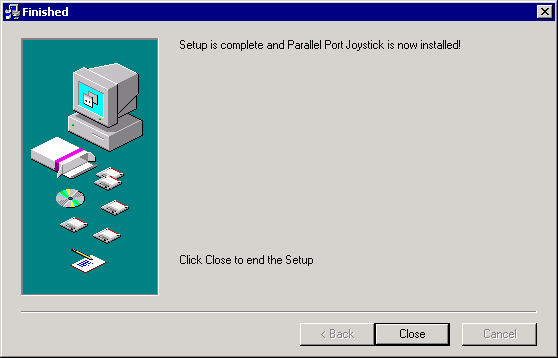 Finished
Setup is complete and Parallel Port Joystick is now installed!
Click Close to end the Setup
< Back
Close
Cancel